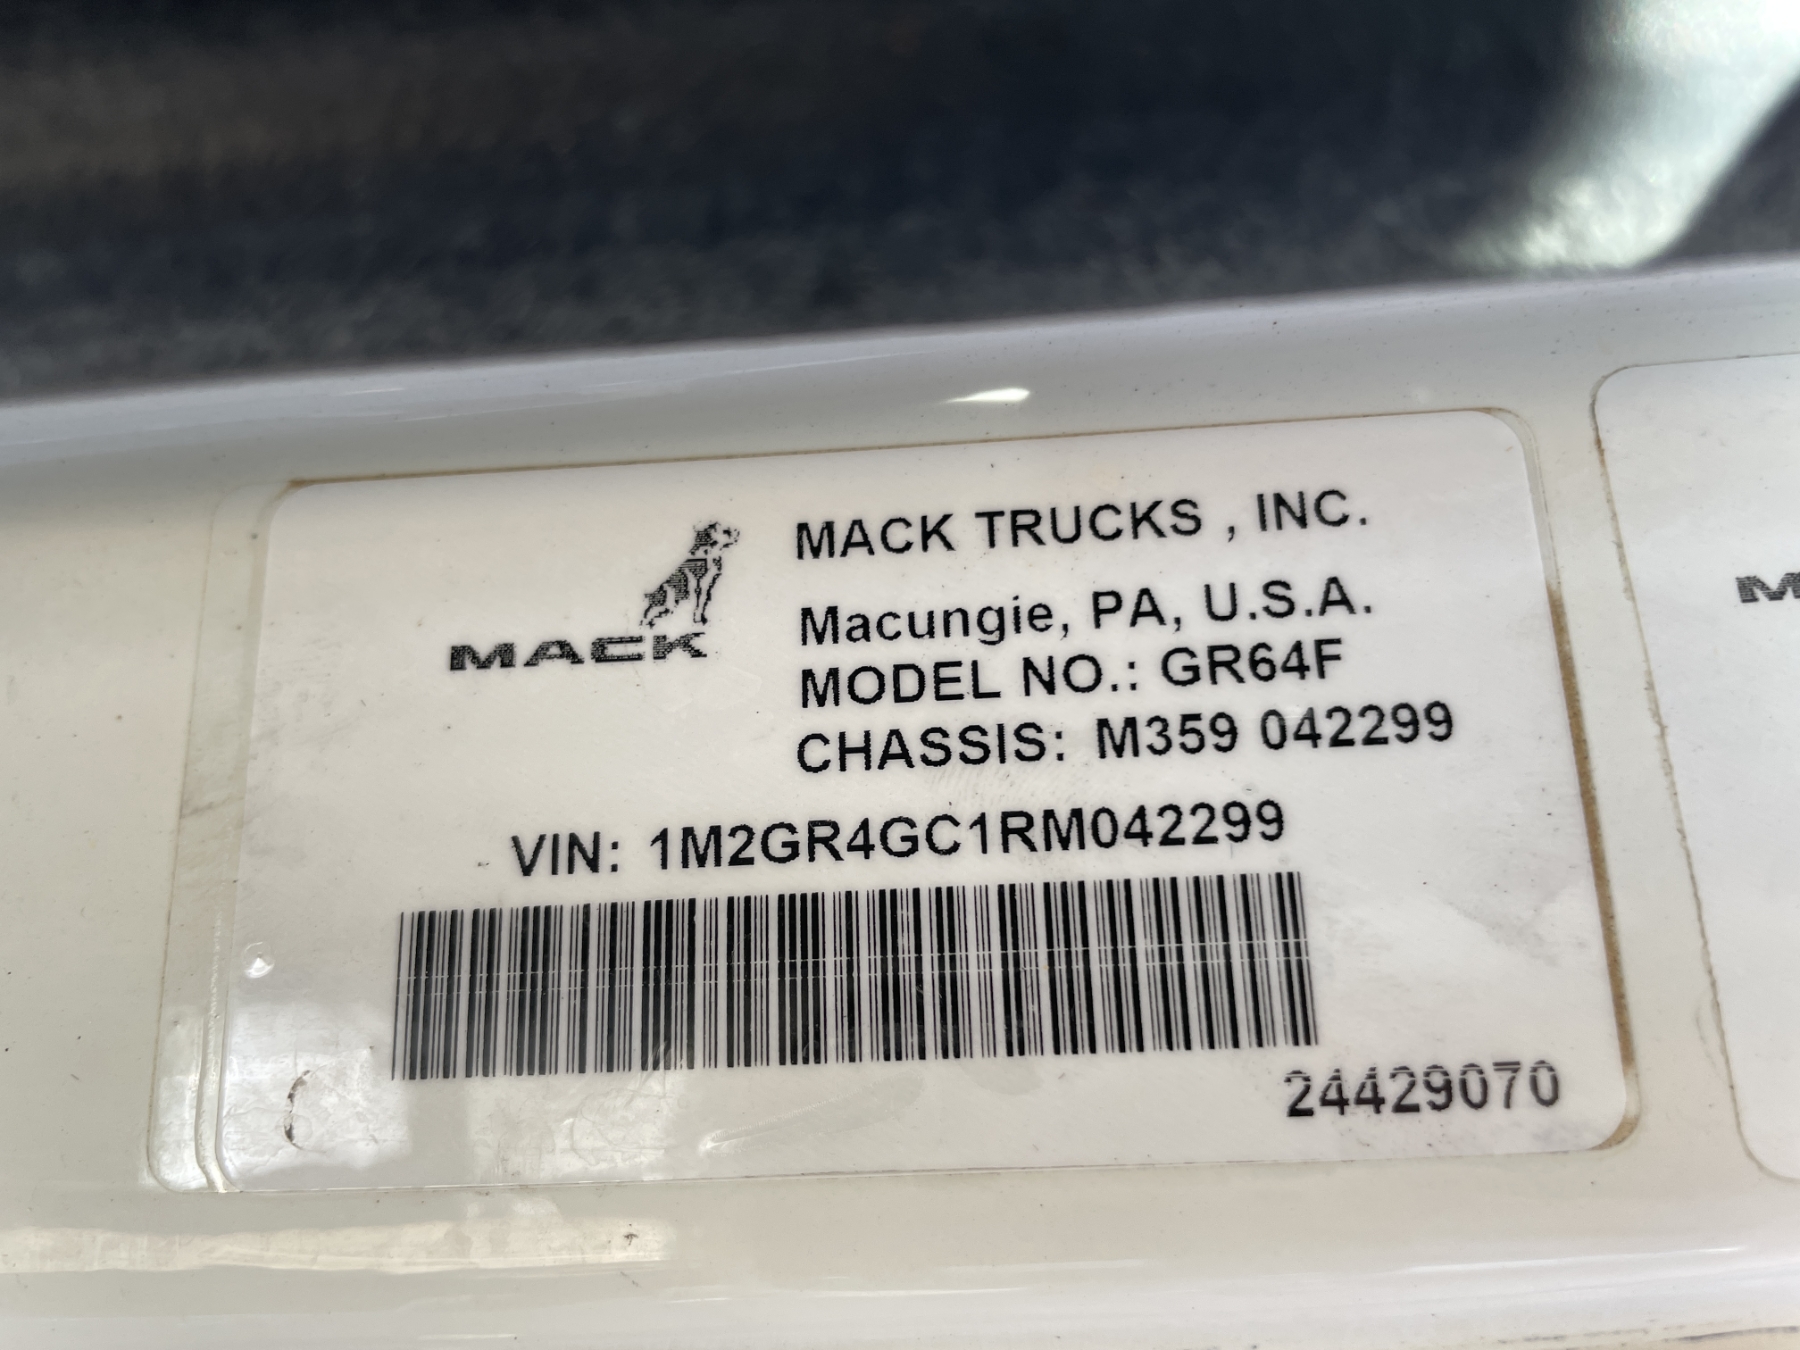 MACK
MACK TRUCKS , INC.
Macungie, PA, U.S.A.
MODEL NO.: GR64F
CHASSIS: M359 042299
VIN: 1M2GR4GC1RM042299
24429070
M